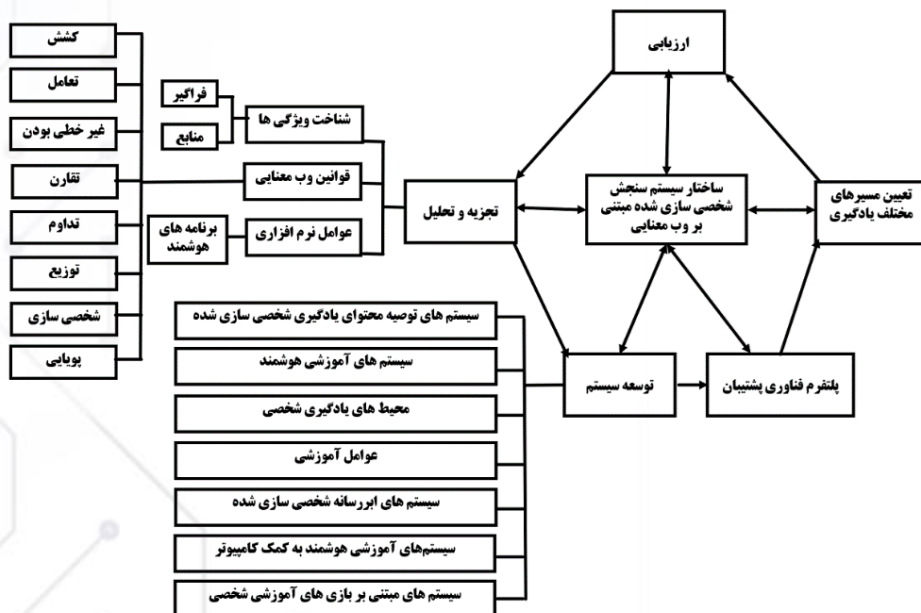 ارزیابی
تعیین مسیرهای
مختلف یادگیری
ساختار سیستم سنجش
شخصی سازی شده مبتنی
بر وب معنایی
تجزیه و تحلیل
پلتفرم فناوری پشتیبان
توسعه سیستم
شناخت ویژگی ها
فراگیر
منابع
قوانین وب معنایی
کشش
تعامل
غیر خطی بودن
تقارن
تداوم
توزیع
شخصی سازی
پویایی
عوامل نرم افزاری
برنامه های
هوشمند
سیستم های توصیه محتوای یادگیری شخصی سازی شده
سیستم های آموزشی هوشمند
محیط های یادگیری شخصی
عوامل آموزشی
سیستم های ابررسانه شخصی سازی شده
سیستم‌های آموزشی هوشمند به کمک کامپیوتر
سیستم های مبتنی بر بازی های آموزشی شخصی